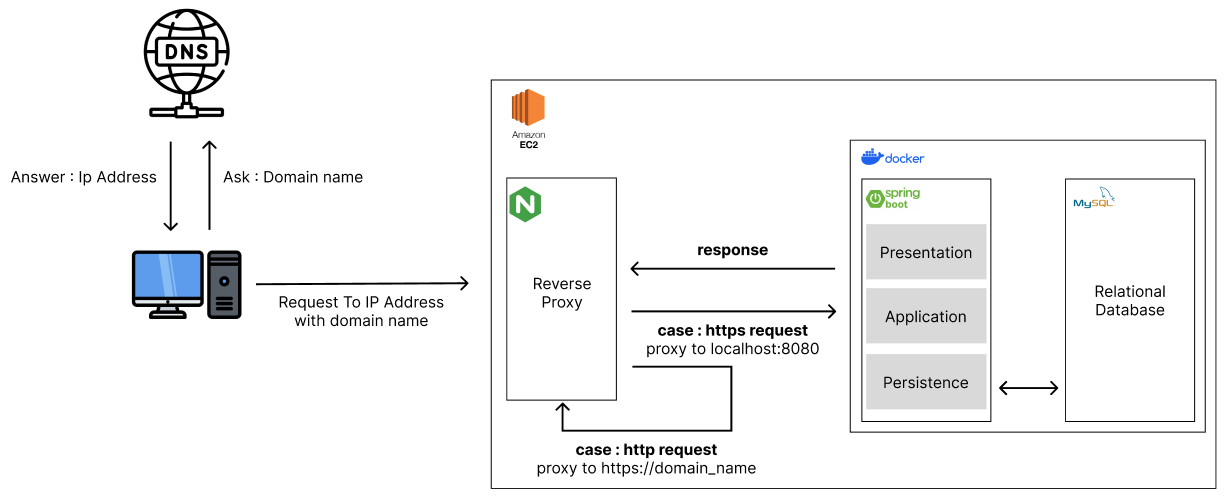 DNS
Answer : Ip Address
Ask : Domain name
Request To IP Address
with domain name
Amazon
EC2
N
Reverse
Proxy
response
case : https request
proxy to localhost:8080
case : http request
proxy to https://domain_name
docker
spring
boot
Presentation
Application
Persistence
MySQL
Relational
Database